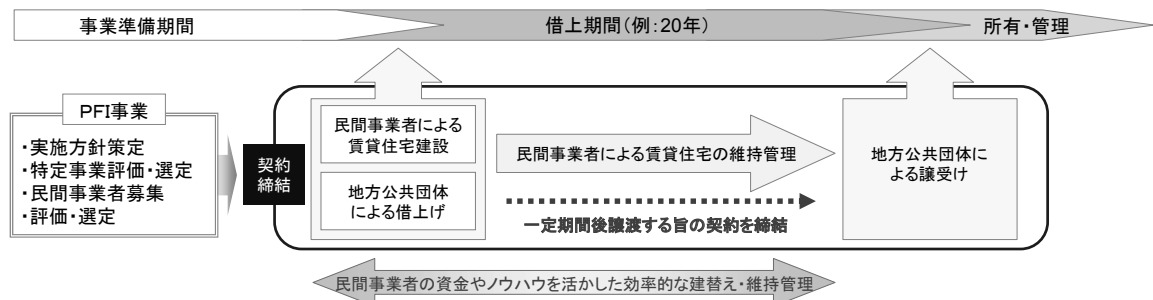 事業準備期間
借上期間(例:20年)
所有・管理
PFI事業
・実施方針策定
・特定事業評価・選定
・民間事業者募集
・評価・選定
契約
締結
民間事業者による
賃貸住宅建設
地方公共団体
による借上げ
民間事業者による賃貸住宅の維持管理
一定期間後譲渡する旨の契約を締結
地方公共団体に
よる譲受け
民間事業者の資金やノウハウを活かした効率的な建替え・維持管理